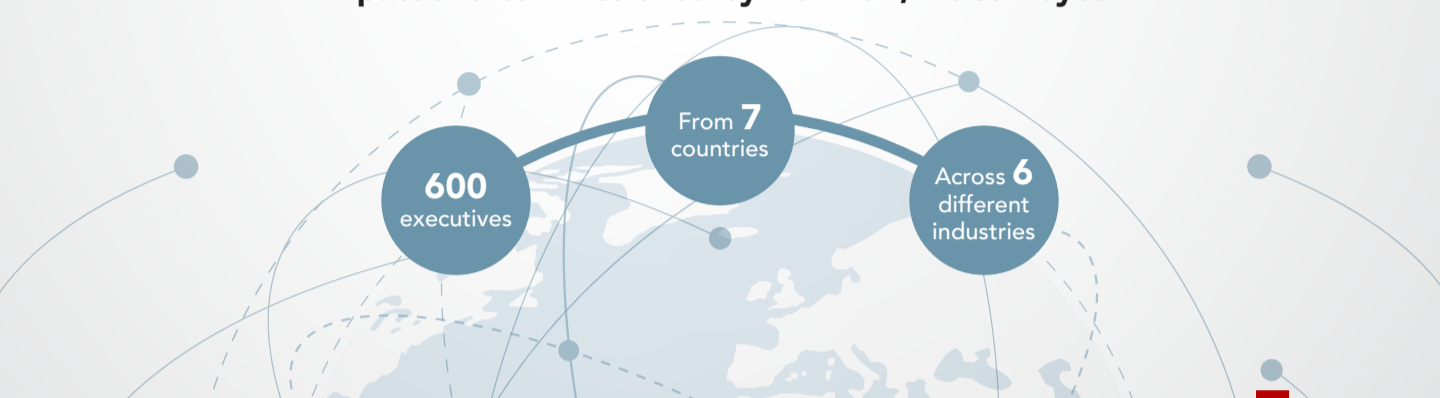 600
executives
From 7
countries
Across 6
different
industries